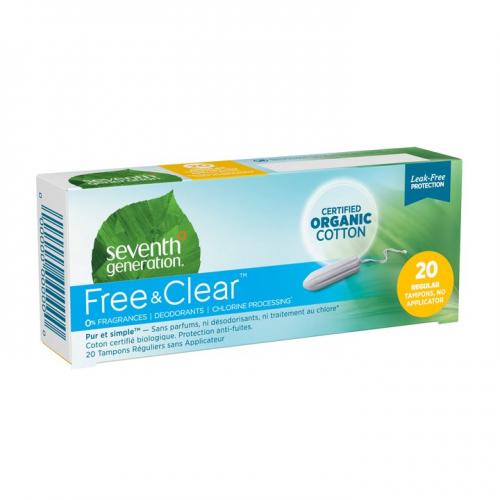 seventh
generation.
Free&Clear™
0% FRAGRANCES | DEODORANTS | CHLORINE PROCESSING*
Pur et simple™ — Sans parfums, ni désodorisants, ni traitement au chlore*
Coton certifié biologique. Protection anti-fuites.
20 Tampons Réguliers sans Applicateur
CERTIFIED
ORGANIC
COTTON
Leak-Free
PROTECTION
20
REGULAR
TAMPONS, NO
APPLICATOR